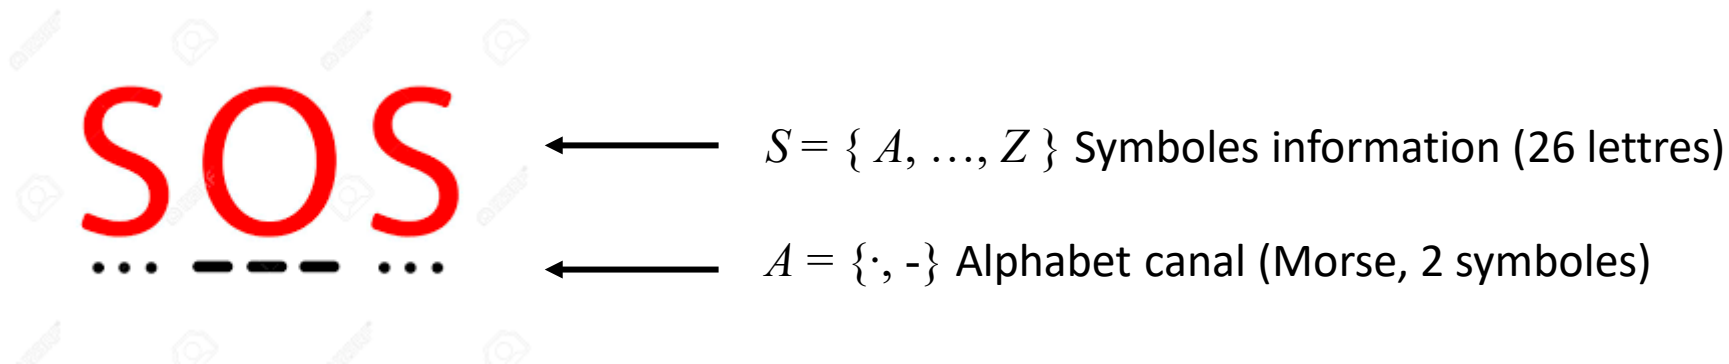 SOS
... ---  ...
S = { A, …, Z } Symboles information (26 lettres)
A = {·, -} Alphabet canal (Morse, 2 symboles)